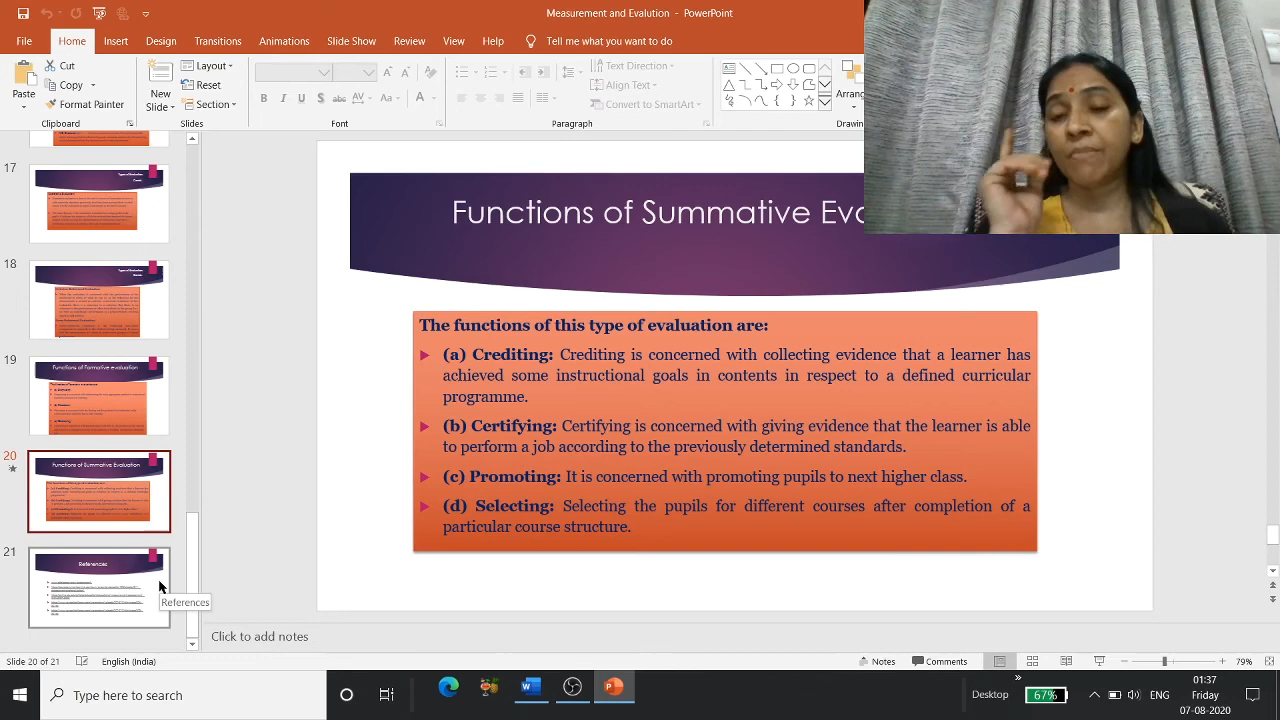 Measurement and Evaluation - PowerPoint
File Home Insert Design Transitions Animations Slide Show Review View Help Tell me what you want to do
Cut
Copy
Format Painter
Paste
New
Slide
Layout
Reset
Section
Text Direction
Align Text
Convert to SmartArt
Arrang
Clipboard Slides Font Paragraph Drawin
17
18
19
Functions of Formative evaluation
20
Functions of Summative Evaluation
21
References
References
Functions of Summative Eva
The functions of this type of evaluation are:
(a) Crediting: Crediting is concerned with collecting evidence that a learner has
achieved some instructional goals in contents in respect to a defined curricular
programme.
(b) Certifying: Certifying is concerned with giving evidence that the learner is able
to perform a job according to the previously determined standards.
(c) Promoting: It is concerned with promoting pupils to next higher class.
(d) Selecting: Selecting the pupils for different courses after completion of a
particular course structure.
Click to add notes
Slide 20 of 21 English (India) Notes Comments 79%
Type here to search
Desktop 67% ENG
01:37
Friday
07-08-2020